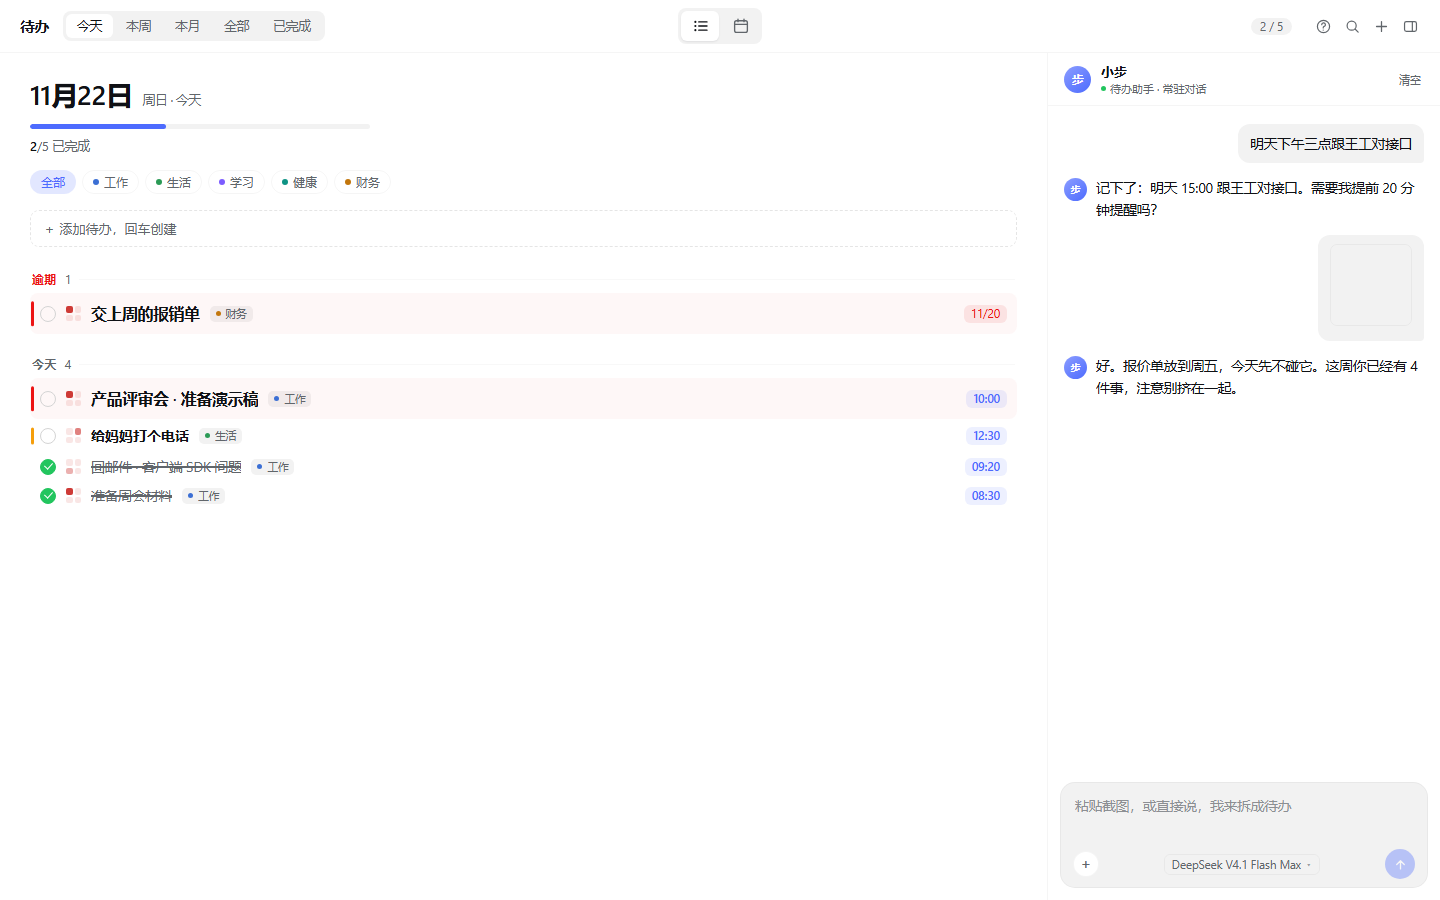 待办
今天
本周
本月
全部
已完成
2 / 5
11月22日
周日 · 今天
2/5 已完成
全部
工作
生活
学习
健康
财务
+ 添加待办，回车创建
逾期 1
交上周的报销单
财务
11/20
今天 4
产品评审会 · 准备演示稿
工作
10:00
给妈妈打个电话
生活
12:30
回邮件 · 客户端 SDK 问题
工作
09:20
准备周会材料
工作
08:30
步
小步
待办助手 · 常驻对话
清空
明天下午三点跟王工对接口
步
记下了：明天 15:00 跟王工对接口。需要我提前 20 分
钟提醒吗？
步
好。报价单放到周五，今天先不碰它。这周你已经有 4
件事，注意别挤在一起。
粘贴截图，或直接说，我来拆成待办
+
DeepSeek V4.1 Flash Max